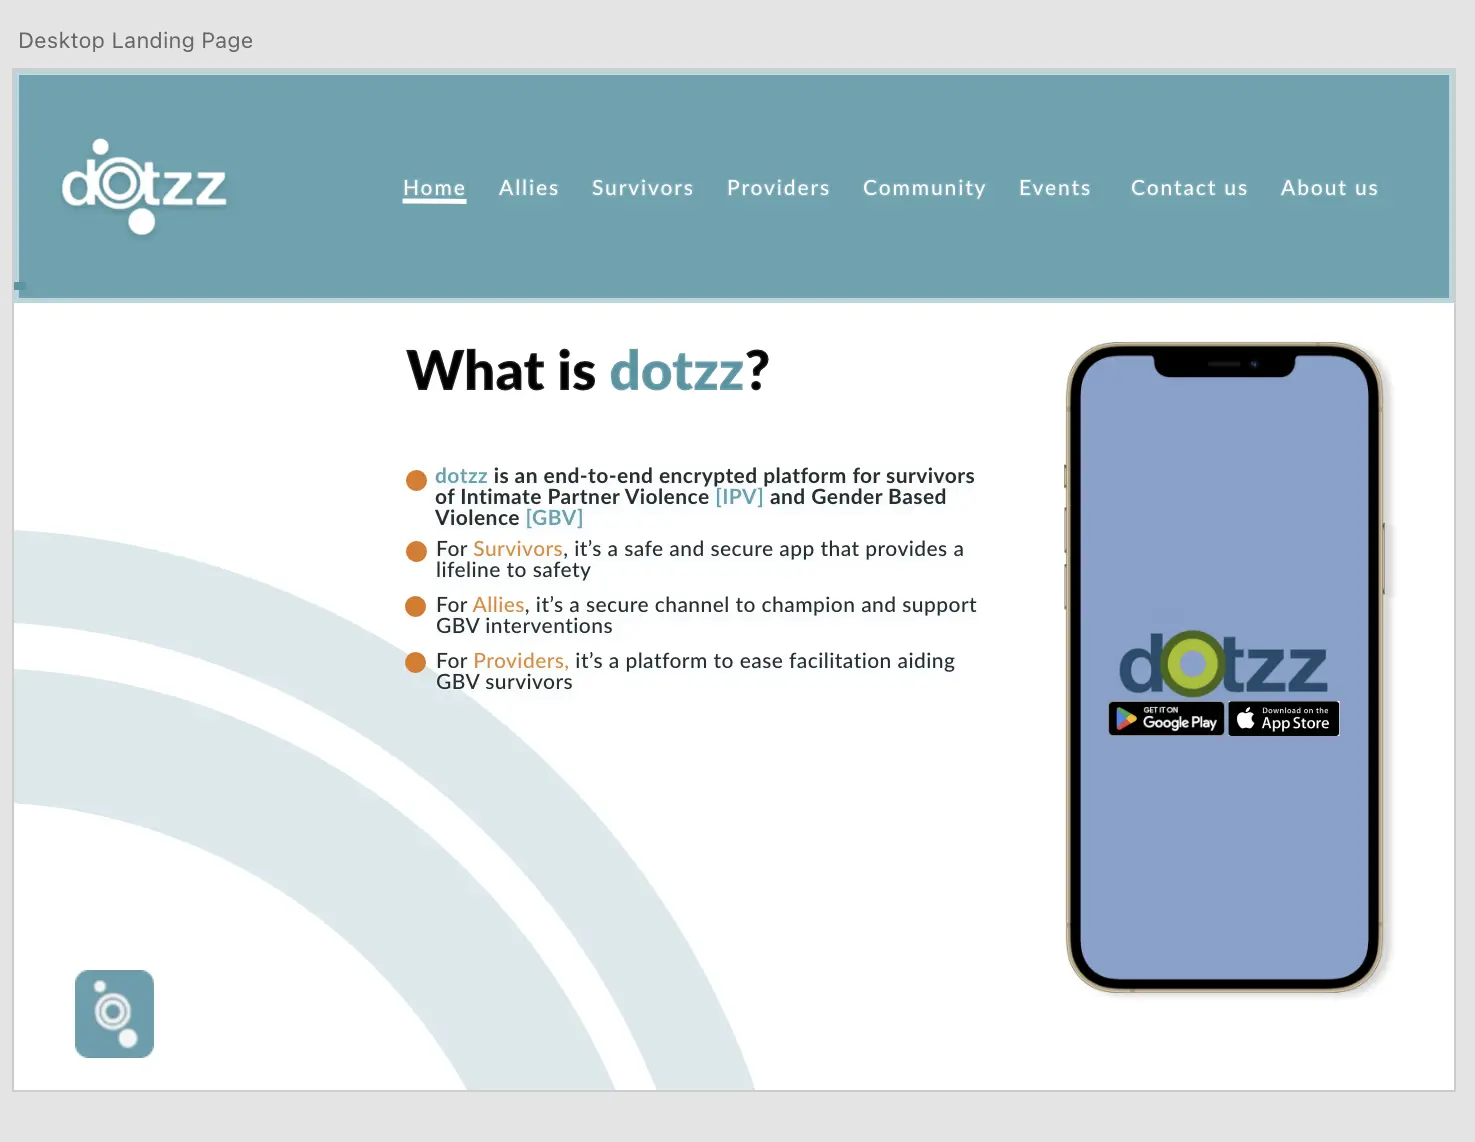 Desktop Landing Page
dotzz
Home Allies Survivors Providers Community Events Contact us About us
What is dotzz?
dotzz is an end-to-end encrypted platform for survivors
of Intimate Partner Violence [IPV] and Gender Based
Violence [GBV]
For Survivors, it’s a safe and secure app that provides a
lifeline to safety
For Allies, it’s a secure channel to champion and support
GBV interventions
For Providers, it’s a platform to ease facilitation aiding
GBV survivors
dotzz
GET IT ON
Google Play
Download on the
App Store